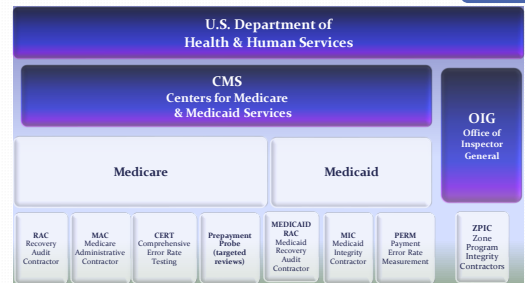 U.S. Department of
Health & Human Services
CMS
Centers for Medicare
& Medicaid Services
OIG
Office of
Inspector
General
Medicare
Medicaid
RAC
Recovery
Audit
Contractor
MAC
Medicare
Administrative
Contractor
CERT
Comprehensive
Error Rate
Testing
Prepayment
Probe
(targeted
reviews)
MEDICAID
RAC
Medicaid
Recovery
Audit
Contractor
MIC
Medicaid
Integrity
Contractor
PERM
Payment
Error Rate
Measurement
ZPIC
Zone
Program
Integrity
Contractors